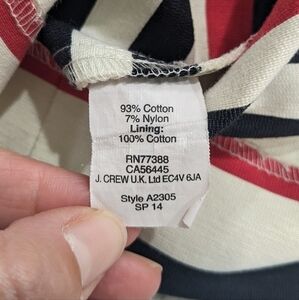 93% Cotton
7% Nylon
Lining:
100% Cotton
RN77388
CA56445
J. CREW U.K. Ltd EC4V 6JA
Style A2305
SP 14